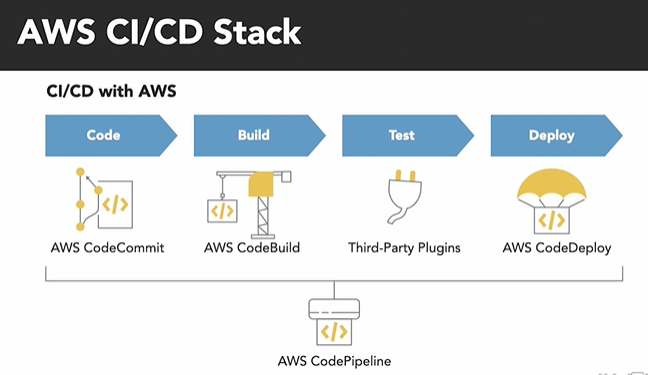 AWS CI/CD Stack
CI/CD with AWS
Code Build Test Deploy
</> </> </>
AWS CodeCommit AWS CodeBuild Third-Party Plugins AWS CodeDeploy
</>
AWS CodePipeline